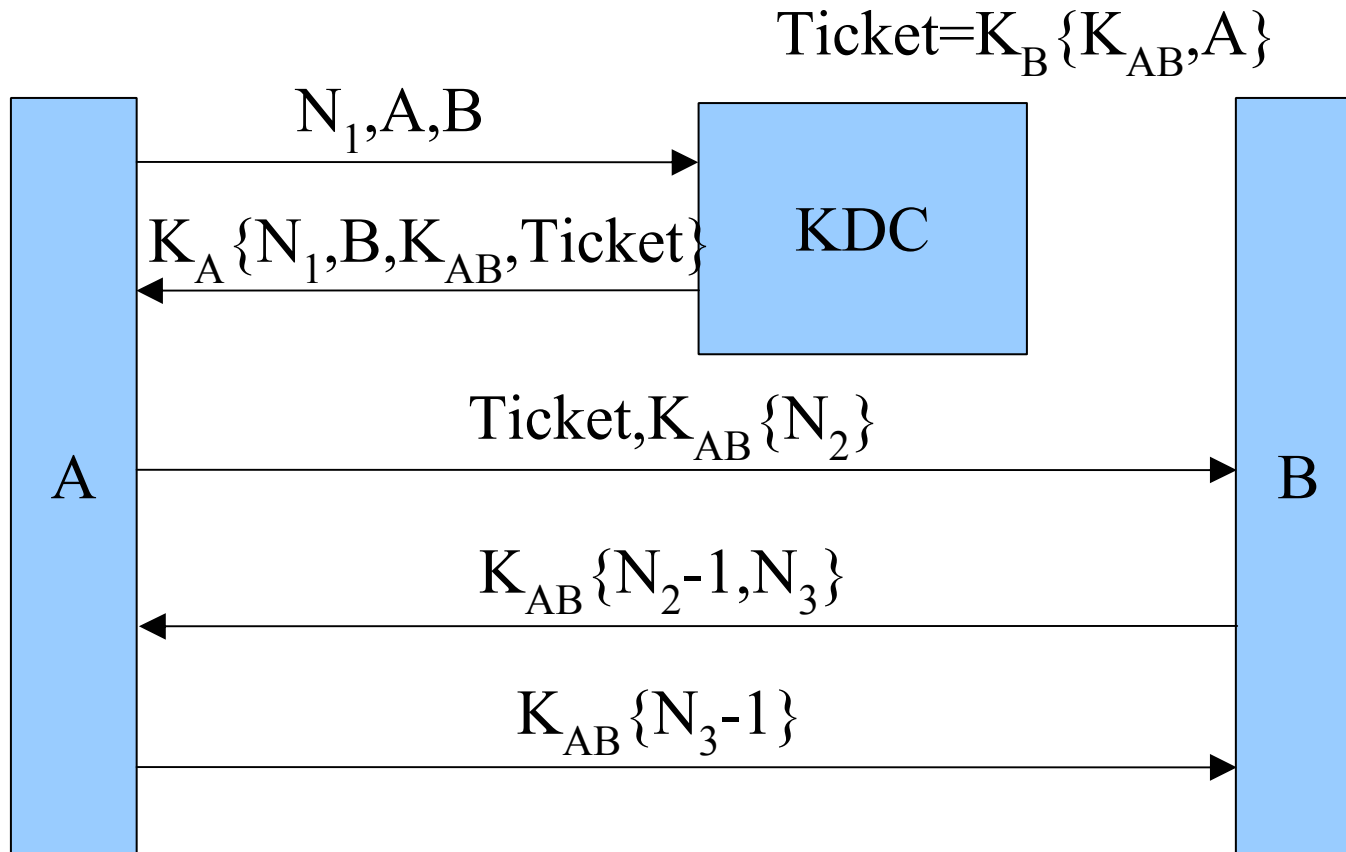 Ticket=K_B{K_AB,A}
N_1,A,B
K_A{N_1,B,K_AB,Ticket}
KDC
Ticket,K_AB{N_2}
A
B
K_AB{N_2-1,N_3}
K_AB{N_3-1}